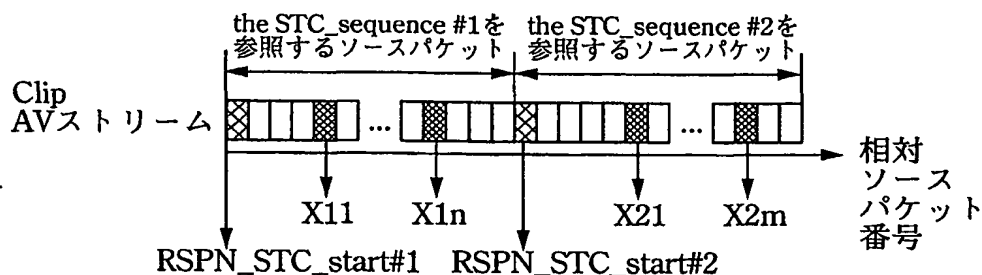 the STC_sequence #1を
参照するソースパケット
the STC_sequence #2を
参照するソースパケット
Clip
AVストリーム
...
...
X11
X1n
X21
X2m
RSPN_STC_start#1
RSPN_STC_start#2
相対
ソース
パケット
番号